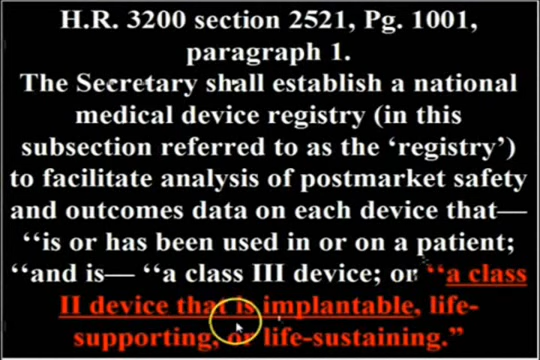 H.R. 3200 section 2521, Pg. 1001,
paragraph 1.
The Secretary shall establish a national
medical device registry (in this
subsection referred to as the ‘registry’)
to facilitate analysis of postmarket safety
and outcomes data on each device that—
‘‘is or has been used in or on a patient;
‘‘and is— ‘‘a class III device; or ‘‘a class
II device that is implantable, life-
supporting, or life-sustaining.”